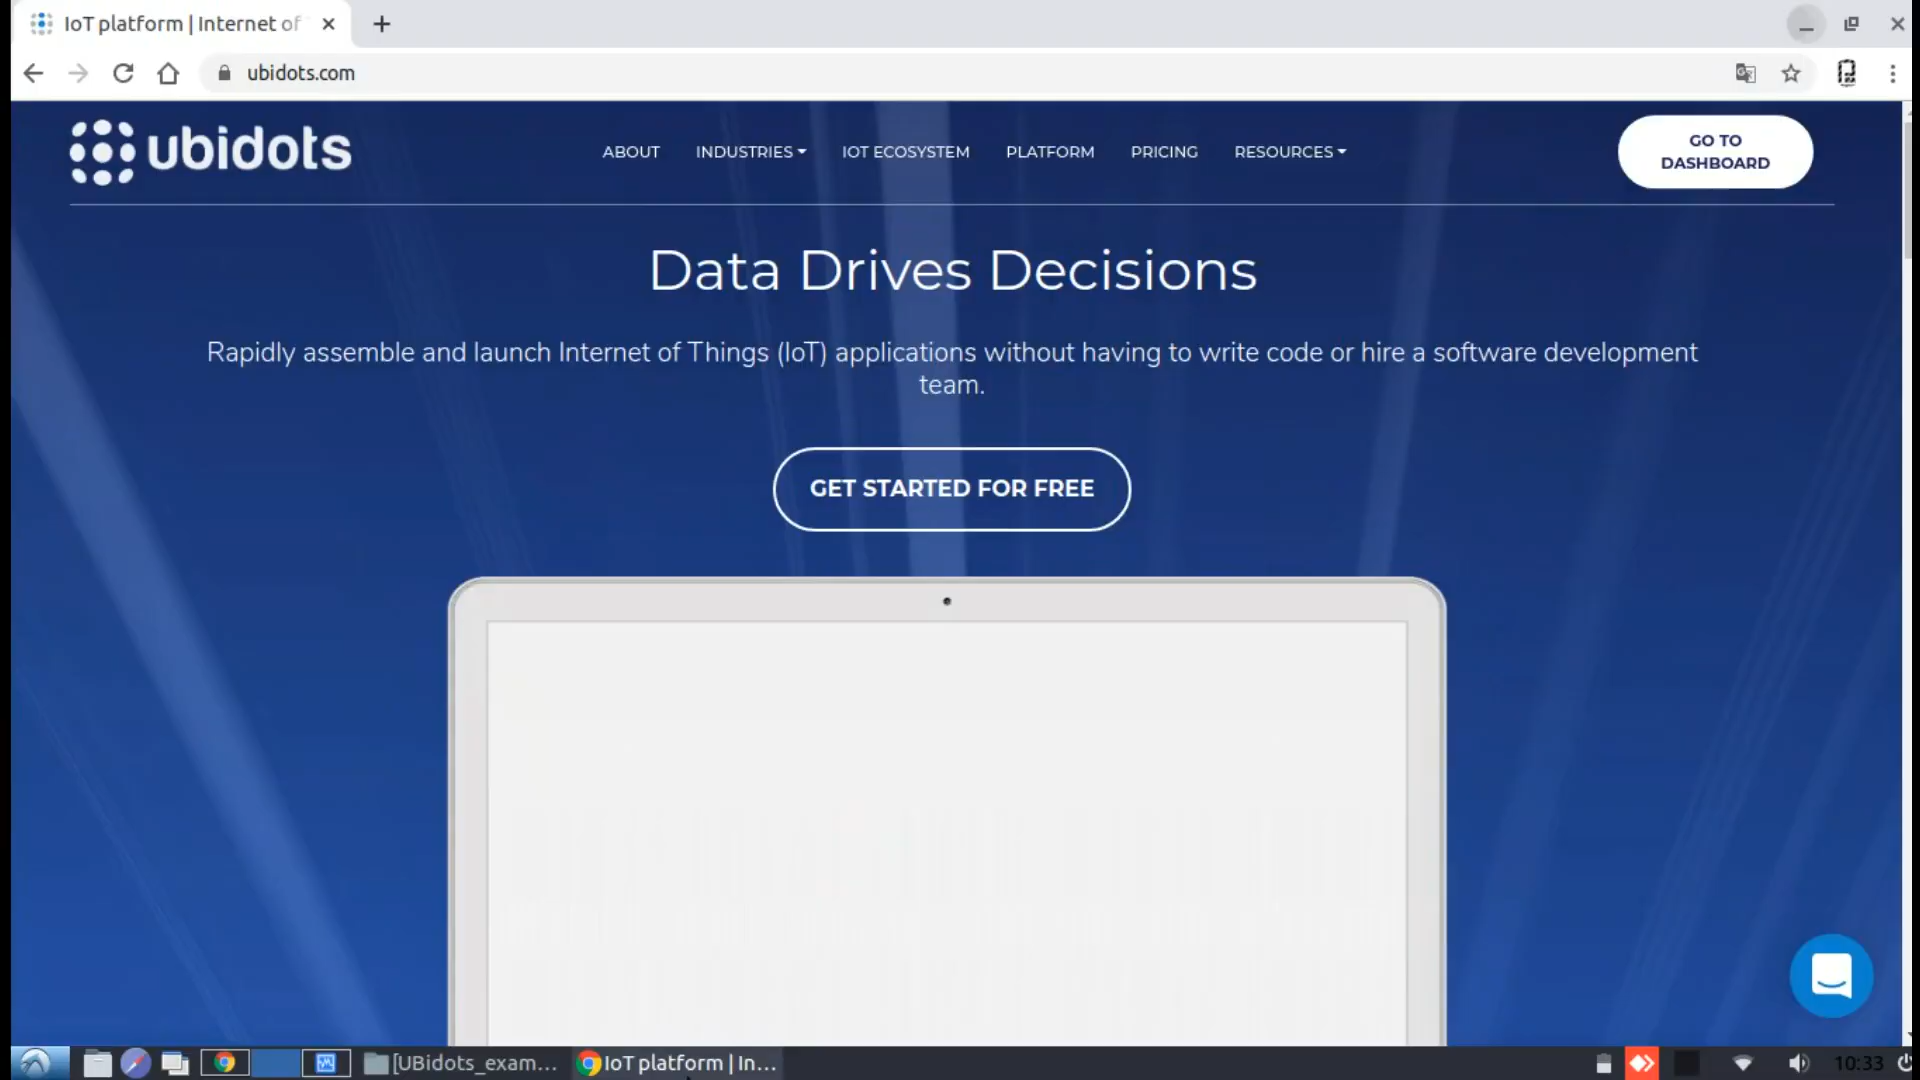 IoT platform | Internet of
ubidots.com
ubidots
ABOUT
INDUSTRIES
IOT ECOSYSTEM
PLATFORM
PRICING
RESOURCES
GO TO
DASHBOARD
Data Drives Decisions
Rapidly assemble and launch Internet of Things (IoT) applications without having to write code or hire a software development
team.
GET STARTED FOR FREE
[UBidots_exam...
IoT platform | In...
10:33